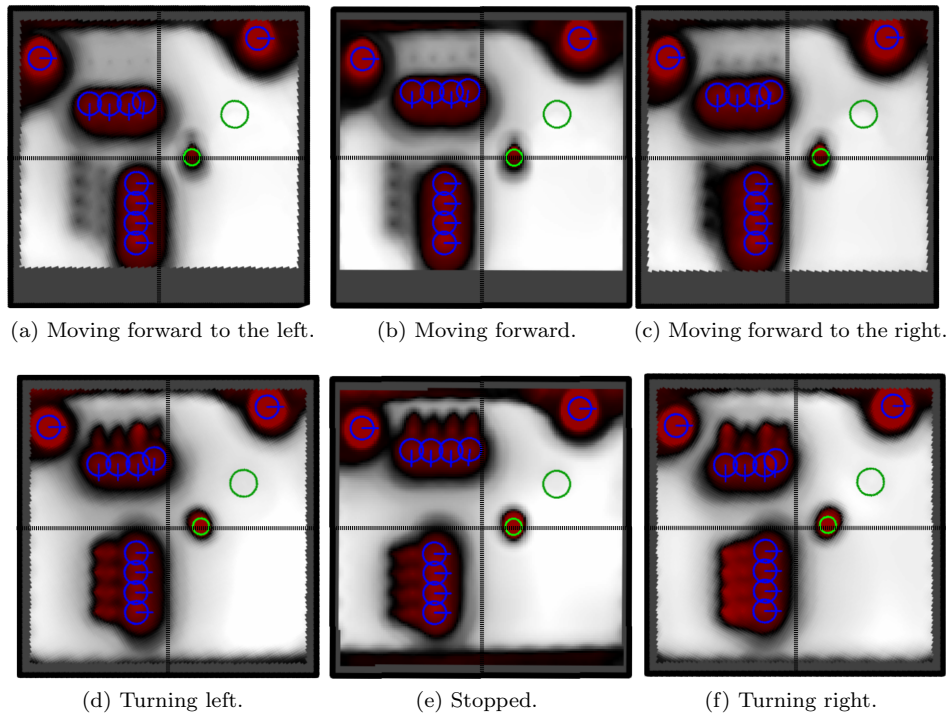 (a) Moving forward to the left.
(b) Moving forward.
(c) Moving forward to the right.
(d) Turning left.
(e) Stopped.
(f) Turning right.